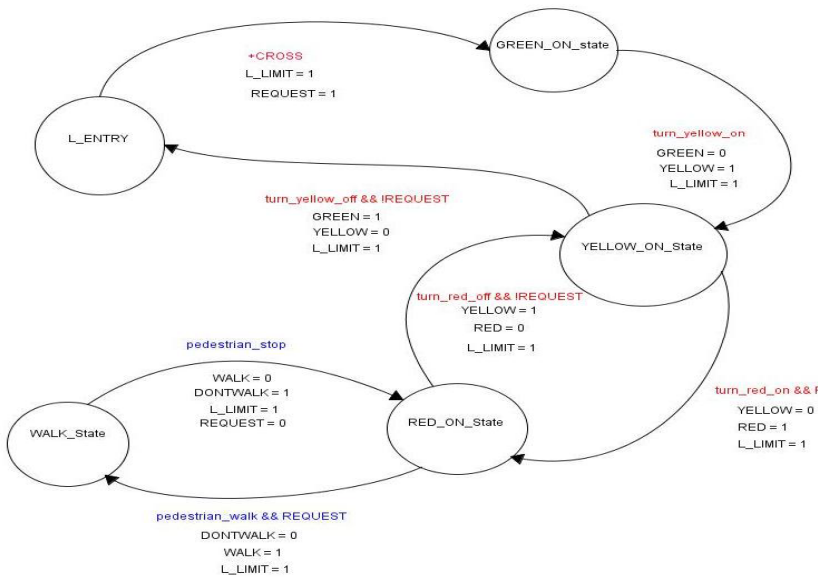 GREEN_ON_state
+CROSS
L_LIMIT = 1
REQUEST = 1
L_ENTRY
turn_yellow_on
GREEN = 0
YELLOW = 1
L_LIMIT = 1
turn_yellow_off && !REQUEST
GREEN = 1
YELLOW = 0
L_LIMIT = 1
YELLOW_ON_State
turn_red_off && !REQUEST
YELLOW = 1
RED = 0
L_LIMIT = 1
pedestrian_stop
WALK = 0
DONTWALK = 1
L_LIMIT = 1
REQUEST = 0
turn_red_on &&
YELLOW = 0
RED = 1
L_LIMIT = 1
WALK_State
RED_ON_State
pedestrian_walk && REQUEST
DONTWALK = 0
WALK = 1
L_LIMIT = 1